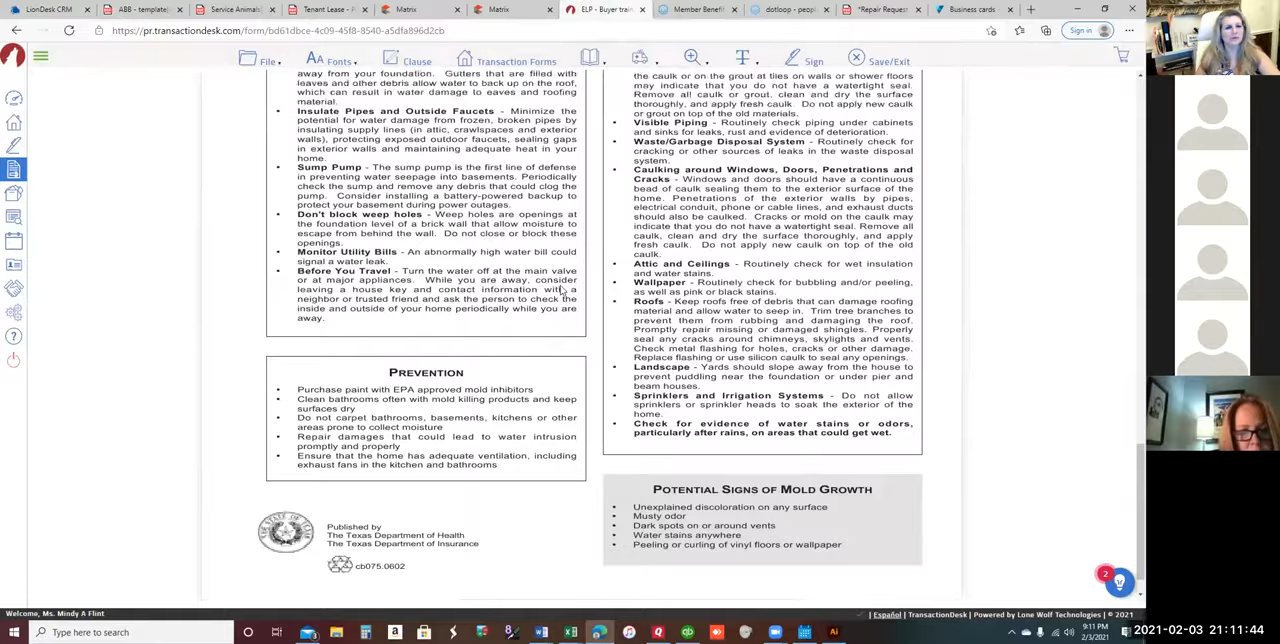 LionDesk CRM
ABB - template
Service Animals
Tenant Lease - P
Matrix
Matrix
ELP - Buyer train
Member Benefi
dotloop - peopl
*Repair Reques
Business cards
https://pr.transactiondesk.com/form/bd61dbce-4c09-45f8-8540-a5dfa896d2cb
Sign in
File
Fonts
Clause
Transaction Forms
Sign
Save/Exit
away from your foundation. Gutters that are filled with
leaves and other debris allow water to back up on the roof,
which can result in water damage to eaves and roofing
material.
• Insulate Pipes and Outside Faucets - Minimize the
potential for water damage from frozen, broken pipes by
insulating supply lines (in attic, crawlspaces and exterior
walls), protecting exposed outdoor faucets, sealing gaps
in exterior walls and maintaining adequate heat in your
home.
• Sump Pump - The sump pump is the first line of defense
in preventing water seepage into basements. Periodically
check the sump and remove any debris that could clog the
pump. Consider installing a battery-powered backup to
protect your basement during power outages.
• Don't block weep holes - Weep holes are openings at
the foundation level of a brick wall that allow moisture to
escape from behind the wall. Do not close or block these
openings.
• Monitor Utility Bills - An abnormally high water bill could
signal a water leak.
• Before You Travel - Turn the water off at the main valve
or at major appliances. While you are away, consider
leaving a house key and contact information with
neighbor or trusted friend and ask the person to check the
inside and outside of your home periodically while you are
away.
PREVENTION
• Purchase paint with EPA approved mold inhibitors
• Clean bathrooms often with mold killing products and keep
surfaces dry
• Do not carpet bathrooms, basements, kitchens or other
areas prone to collect moisture
• Repair damages that could lead to water intrusion
promptly and properly
• Ensure that the home has adequate ventilation, including
exhaust fans in the kitchen and bathrooms
Published by
The Texas Department of Health
The Texas Department of Insurance
cb075.0602
the caulk or on the grout at tiles on walls or shower floors
may indicate that you do not have a watertight seal.
Remove all caulk or grout, clean and dry the surface
thoroughly, and apply fresh caulk. Do not apply new caulk
or grout on top of the old materials.
• Visible Piping - Routinely check piping under cabinets
and sinks for leaks, rust and evidence of deterioration.
• Waste/Garbage Disposal System - Routinely check for
cracking or other sources of leaks in the waste disposal
system.
• Caulking around Windows, Doors, Penetrations and
Cracks - Windows and doors should have a continuous
bead of caulk sealing them to the exterior surface of the
home. Penetrations of the exterior walls by pipes,
electrical conduit, phone or cable lines, and exhaust ducts
should also be caulked. Cracks or mold on the caulk may
indicate that you do not have a watertight seal. Remove all
caulk, clean and dry the surface thoroughly, and apply
fresh caulk. Do not apply new caulk on top of the old
caulk.
• Attic and Ceilings - Routinely check for wet insulation
and water stains.
• Wallpaper - Routinely check for bubbling and/or peeling,
as well as pink or black stains.
• Roofs - Keep roofs free of debris that can damage roofing
material and allow water to seep in. Trim tree branches to
prevent them from rubbing and damaging the roof.
Promptly repair missing or damaged shingles. Properly
seal any cracks around chimneys, skylights and vents.
Check metal flashing for holes, cracks or other damage.
Replace flashing or use silicon caulk to seal any openings.
• Landscape - Yards should slope away from the house to
prevent puddling near the foundation or under pier and
beam houses.
• Sprinklers and Irrigation Systems - Do not allow
sprinklers or sprinkler heads to soak the exterior of the
home.
• Check for evidence of water stains or odors,
particularly after rains, on areas that could get wet.
POTENTIAL SIGNS OF MOLD GROWTH
• Unexplained discoloration on any surface
• Musty odor
• Dark spots on or around vents
• Water stains anywhere
• Peeling or curling of vinyl floors or wallpaper
2
Welcome, Ms. Mindy A Flint
| Español | TransactionDesk | Powered by Lone Wolf Technologies | © 2021
Type here to search
9:11 PM
2/3/2021
2021-02-03 21:11:44